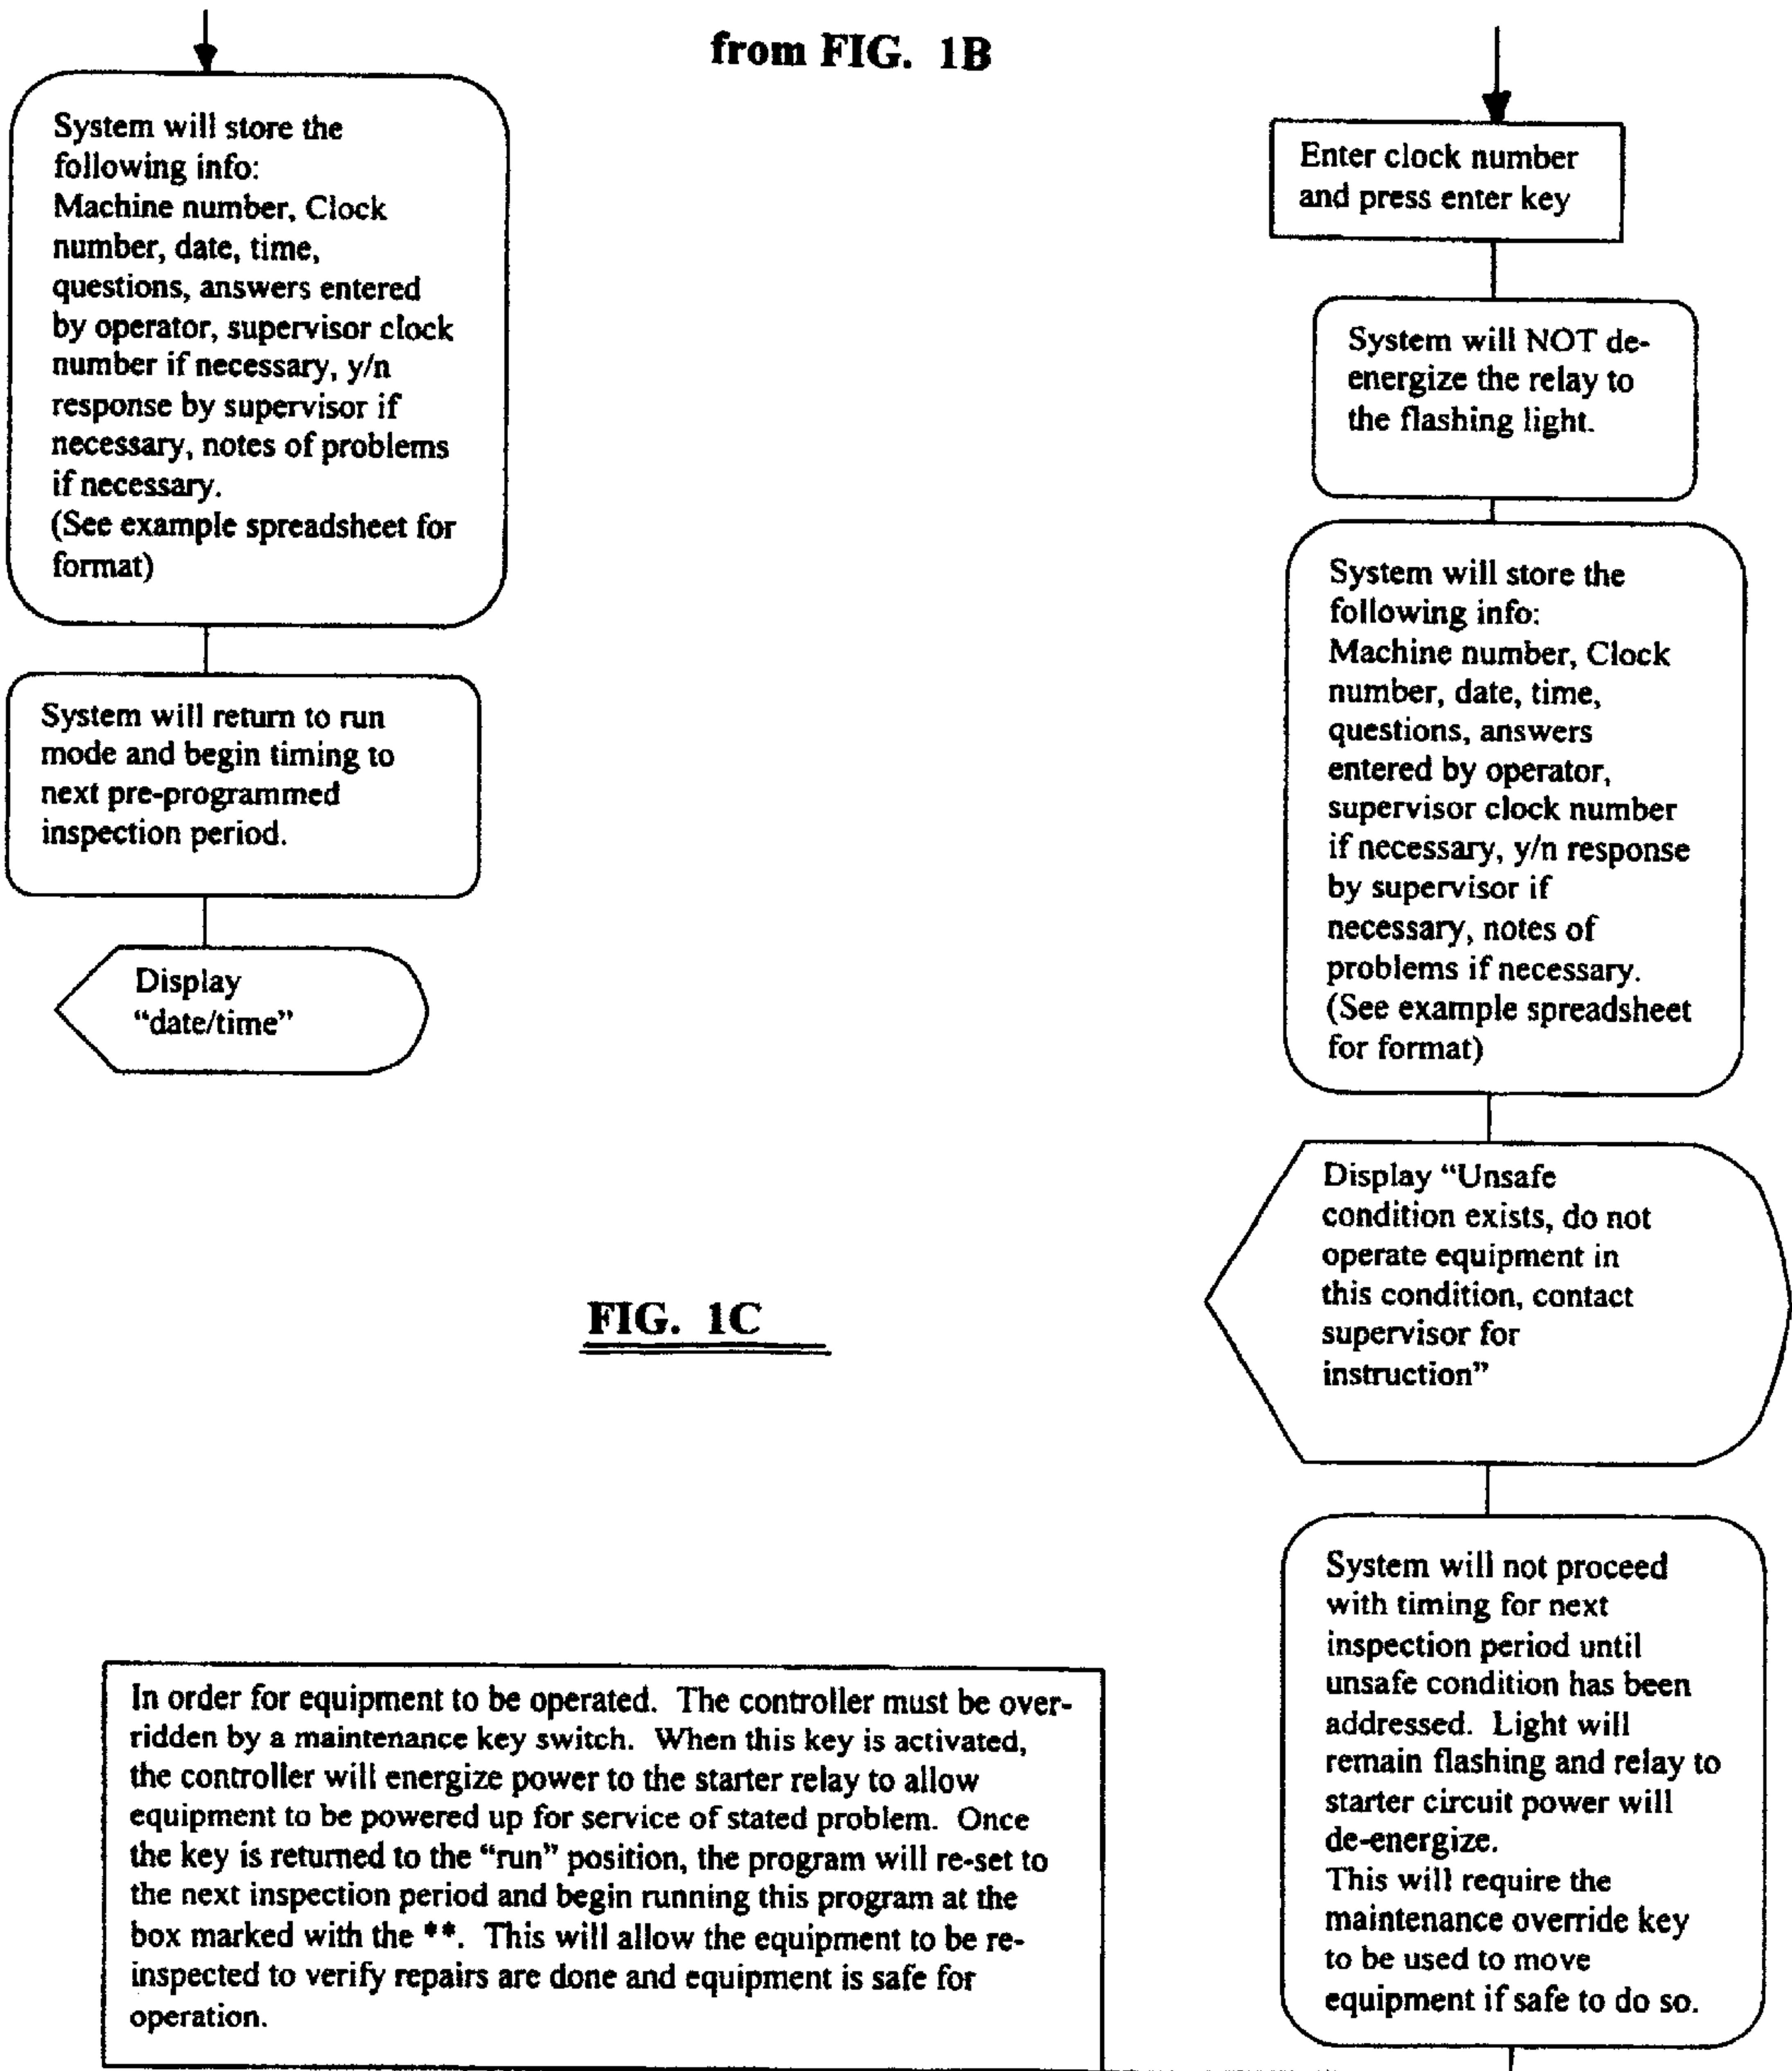 from FIG. 1B
System will store the
following info:
Machine number, Clock
number, date, time,
questions, answers entered
by operator, supervisor clock
number if necessary, y/n
response by supervisor if
necessary, notes of problems
if necessary.
(See example spreadsheet for
format)
System will return to run
mode and begin timing to
next pre-programmed
inspection period.
Display
“date/time”
Enter clock number
and press enter key
System will NOT de-
energize the relay to
the flashing light.
System will store the
following info:
Machine number, Clock
number, date, time,
questions, answers
entered by operator,
supervisor clock number
if necessary, y/n response
by supervisor if
necessary, notes of
problems if necessary.
(See example spreadsheet
for format)
Display “Unsafe
condition exists, do not
operate equipment in
this condition, contact
supervisor for
instruction”
FIG. 1C
System will not proceed
with timing for next
inspection period until
unsafe condition has been
addressed. Light will
remain flashing and relay to
starter circuit power will
de-energize.
This will require the
maintenance override key
to be used to move
equipment if safe to do so.
In order for equipment to be operated. The controller must be over-
ridden by a maintenance key switch. When this key is activated,
the controller will energize power to the starter relay to allow
equipment to be powered up for service of stated problem. Once
the key is returned to the “run” position, the program will re-set to
the next inspection period and begin running this program at the
box marked with the **. This will allow the equipment to be re-
inspected to verify repairs are done and equipment is safe for
operation.